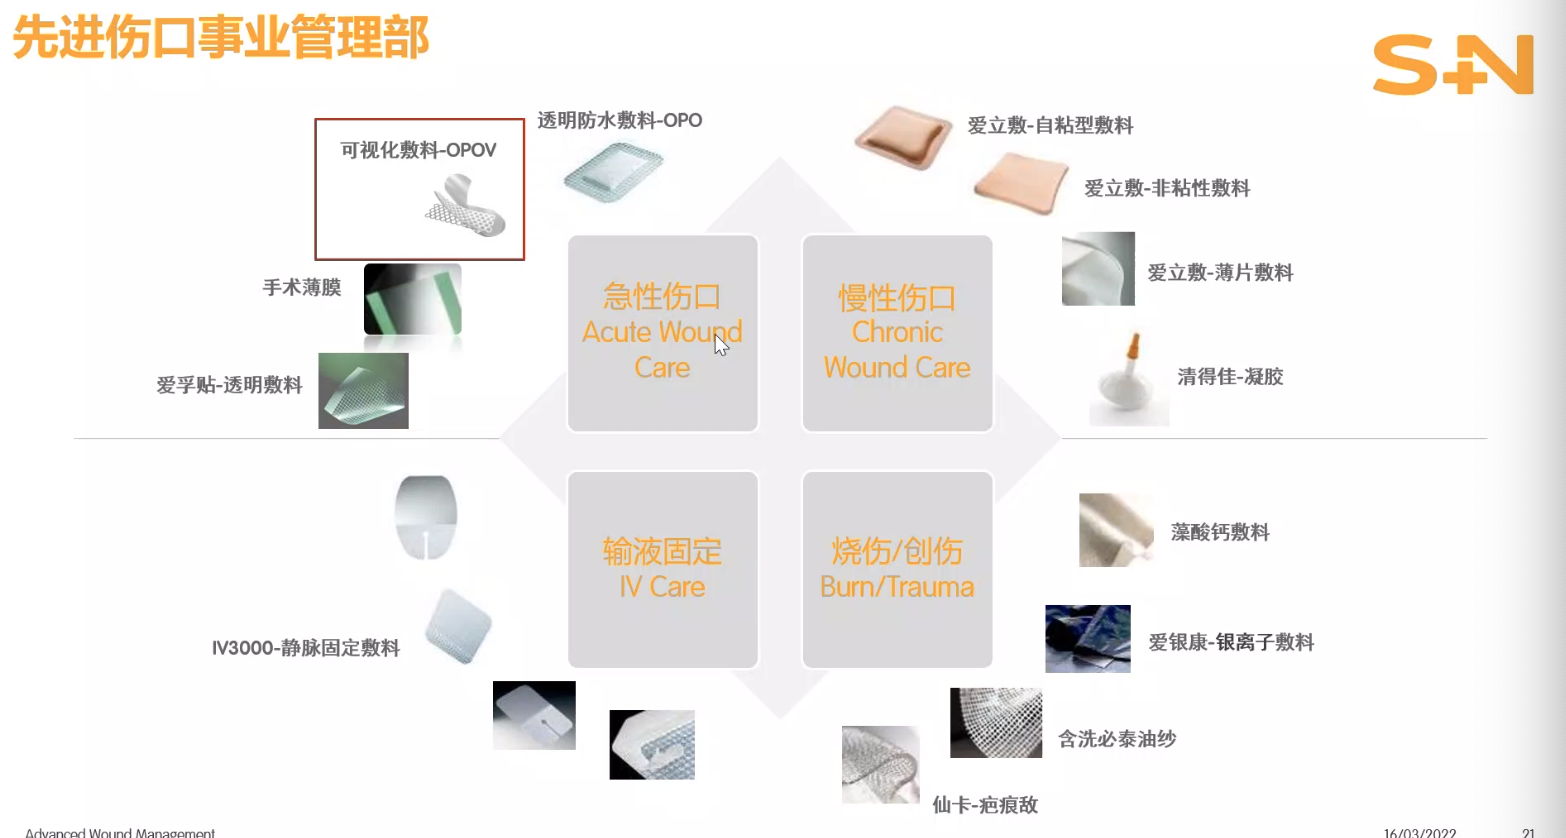 先进伤口事业管理部
S+N
可视化敷料-OPOV
透明防水敷料-OPO
手术薄膜
爱孚贴-透明敷料
爱立敷-自粘型敷料
爱立敷-非粘性敷料
爱立敷-薄片敷料
清得佳-凝胶
急性伤口
Acute Wound
Care
慢性伤口
Chronic
Wound Care
输液固定
IV Care
烧伤/创伤
Burn/Trauma
IV3000-静脉固定敷料
藻酸钙敷料
爱银康-银离子敷料
含洗必泰油纱
仙卡-疤痕敌
Advanced Wound Management
16/03/2022
21